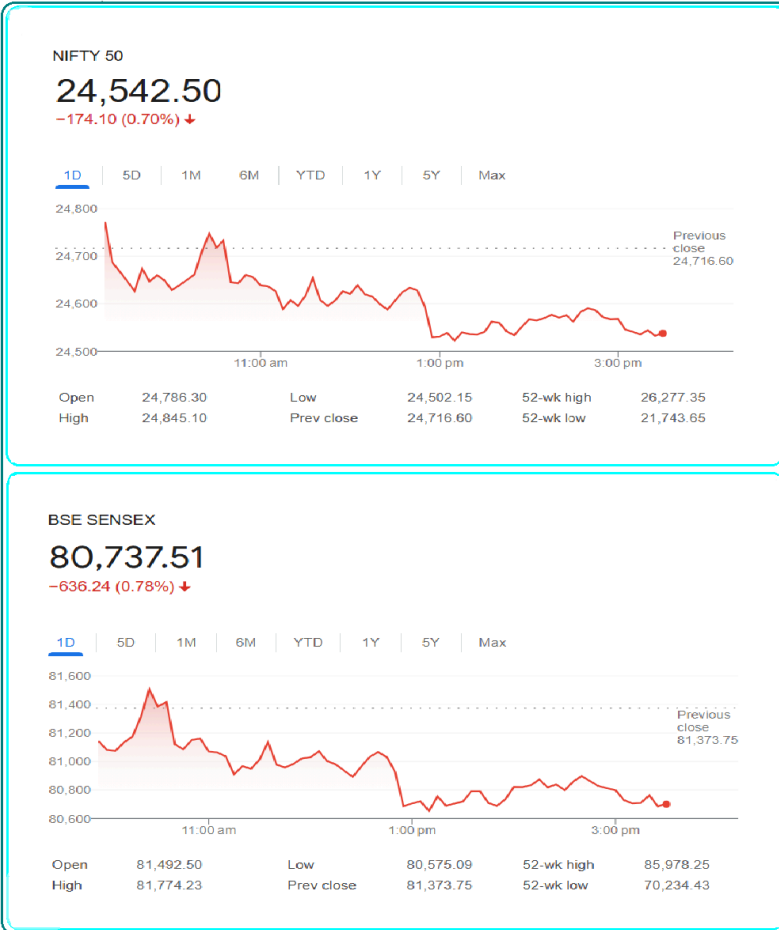 NIFTY 50
24,542.50
−174.10 (0.70%) ↓
1D 5D 1M 6M YTD 1Y 5Y Max
24,800
24,700
24,600
24,500
Previous
close
24,716.60
11:00 am 1:00 pm 3:00 pm
Open 24,786.30 Low 24,502.15 52-wk high 26,277.35
High 24,845.10 Prev close 24,716.60 52-wk low 21,743.65
BSE SENSEX
80,737.51
−636.24 (0.78%) ↓
1D 5D 1M 6M YTD 1Y 5Y Max
81,600
81,400
81,200
81,000
80,800
80,600
Previous
close
81,373.75
11:00 am 1:00 pm 3:00 pm
Open 81,492.50 Low 80,575.09 52-wk high 85,978.25
High 81,774.23 Prev close 81,373.75 52-wk low 70,234.43